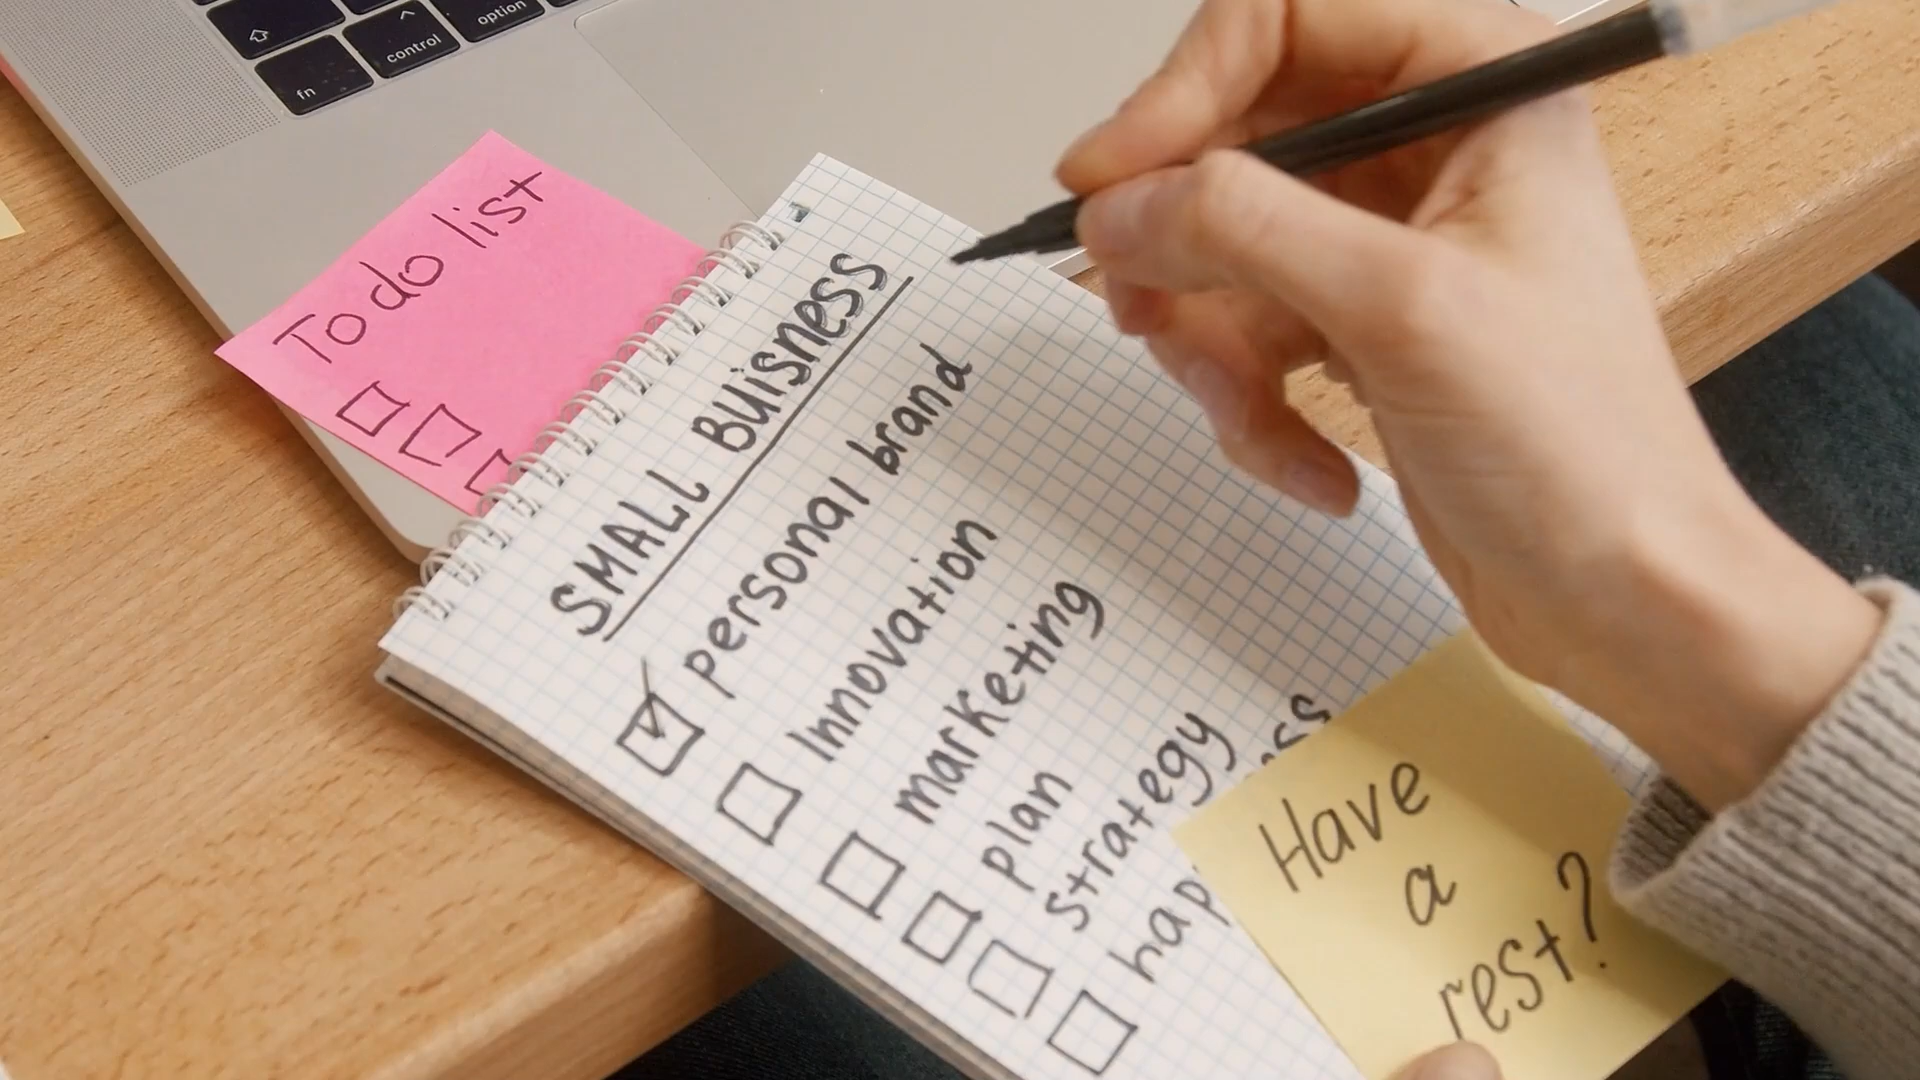 option
control
fn
To do list
SMALL BUISNESS
personal brand
Innovation
marketing
plan
strategy
Have
a
rest?